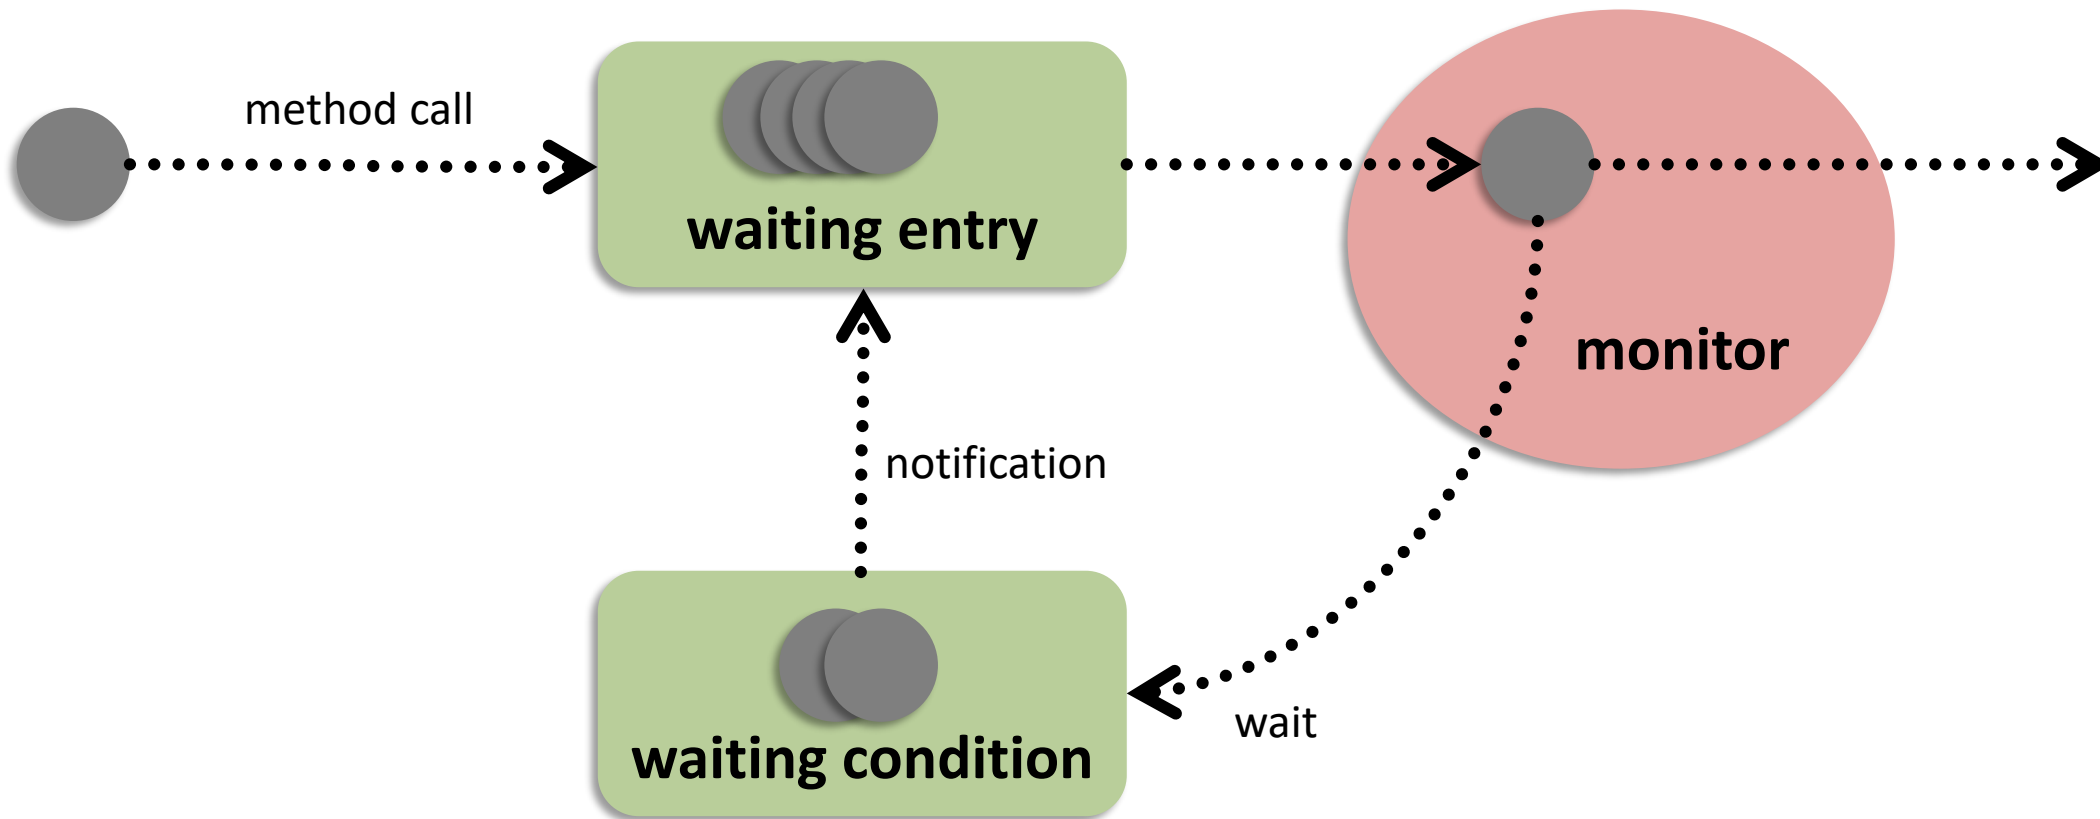 method call
waiting entry
monitor
notification
wait
waiting condition